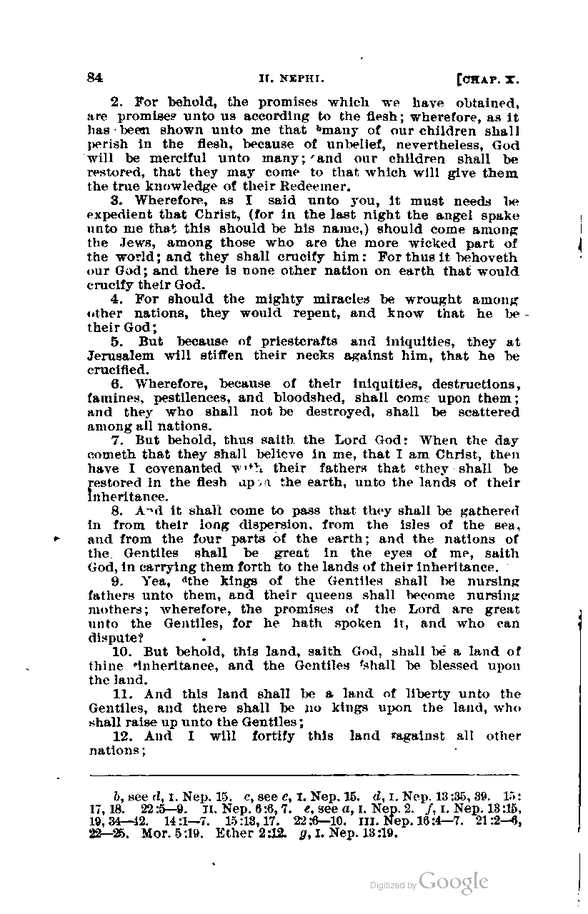 84 II. NEPHI. [CHAP. X.
2. For behold, the promises which we have obtained,
are promises unto us according to the flesh; wherefore, as it
has been shown unto me that ᵇmany of our children shall
perish in the flesh, because of unbelief, nevertheless, God
will be merciful unto many; and our children shall be
restored, that they may come to that which will give them
the true knowledge of their Redeemer.
3. Wherefore, as I said unto you, it must needs be
expedient that Christ, (for in the last night the angel spake
unto me that this should be his name,) should come among
the Jews, among those who are the more wicked part of
the world; and they shall crucify him: For thus it behoveth
our God; and there is none other nation on earth that would
crucify their God.
4. For should the mighty miracles be wrought among
other nations, they would repent, and know that he be
their God;
5. But because of priestcrafts and iniquities, they at
Jerusalem will stiffen their necks against him, that he be
crucified.
6. Wherefore, because of their iniquities, destructions,
famines, pestilences, and bloodshed, shall come upon them;
and they who shall not be destroyed, shall be scattered
among all nations.
7. But behold, thus saith the Lord God: When the day
cometh that they shall believe in me, that I am Christ, then
have I covenanted with their fathers that ᶜthey shall be
restored in the flesh upon the earth, unto the lands of their
inheritance.
8. And it shall come to pass that they shall be gathered
in from their long dispersion, from the isles of the sea,
and from the four parts of the earth; and the nations of
the Gentiles shall be great in the eyes of me, saith
God, in carrying them forth to the lands of their inheritance.
9. Yea, ᵈthe kings of the Gentiles shall be nursing
fathers unto them, and their queens shall become nursing
mothers; wherefore, the promises of the Lord are great
unto the Gentiles, for he hath spoken it, and who can
dispute?
10. But behold, this land, saith God, shall be a land of
thine ᵉinheritance, and the Gentiles ᶠshall be blessed upon
the land.
11. And this land shall be a land of liberty unto the
Gentiles, and there shall be no kings upon the land, who
shall raise up unto the Gentiles;
12. And I will fortify this land ᵍagainst all other
nations;
b, see d, I. Nep. 15. c, see e, I. Nep. 15. d, I. Nep. 13:35, 39. 15:
17, 18. 22:5—9. II. Nep. 6:6, 7. e, see a, I. Nep. 2. f, I. Nep. 13:15,
19, 34—42. 14:1—7. 15:13, 17. 22:6—10. III. Nep. 16:4—7. 21:2—6,
22—25. Mor. 5:19. Ether 2:12. g, I. Nep. 13:19.
Digitized by Google